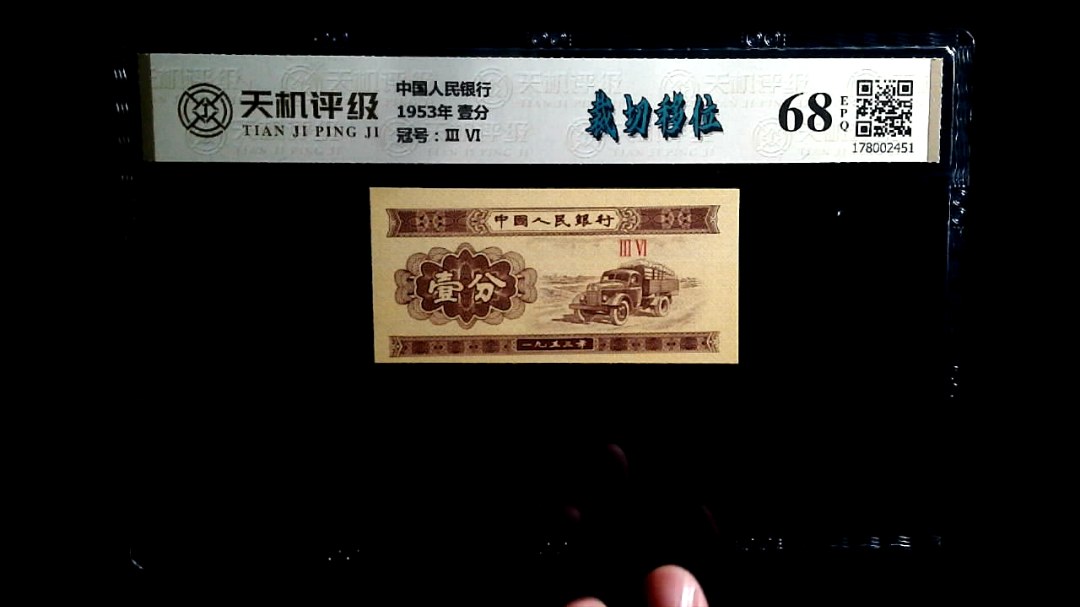 天机评级
TIAN JI PING JI
中国人民银行
1953年 壹分
冠号：Ⅲ Ⅵ
裁切移位
68
EPQ
178002451
中國人民銀行
Ⅲ Ⅵ
壹分
一九五三年